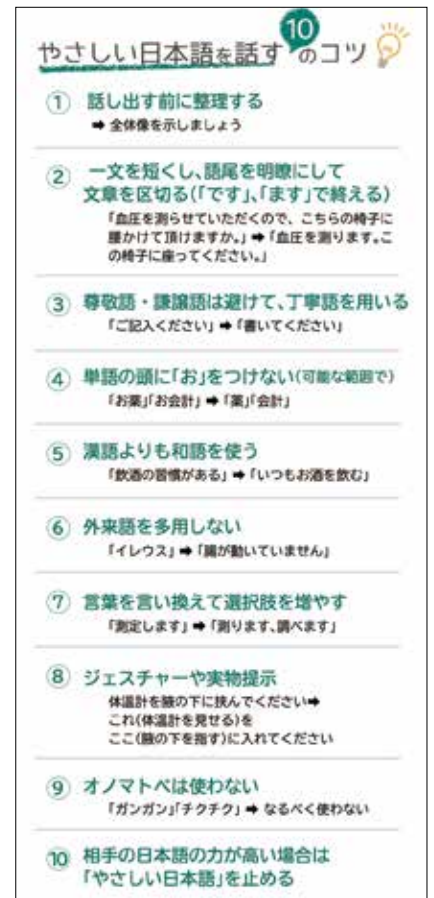 やさしい日本語を話す10のコツ
① 話し出す前に整理する
➡ 全体像を示しましょう
② 一文を短くし、語尾を明瞭にして
文章を区切る(「です」、「ます」で終える)
「血圧を測らせていただくので、こちらの椅子に
腰かけて頂けますか。」➡「血圧を測ります。こ
の椅子に座ってください。」
③ 尊敬語・謙譲語は避けて、丁寧語を用いる
「ご記入ください」➡「書いてください」
④ 単語の頭に「お」をつけない(可能な範囲で)
「お薬」「お会計」➡「薬」「会計」
⑤ 漢語よりも和語を使う
「飲酒の習慣がある」➡「いつもお酒を飲む」
⑥ 外来語を多用しない
「イレウス」➡「腸が動いていません」
⑦ 言葉を言い換えて選択肢を増やす
「測定します」➡「測ります、調べます」
⑧ ジェスチャーや実物提示
体温計を腋の下に挟んでください➡
これ(体温計を見せる)を
ここ(腋の下を指す)に入れてください
⑨ オノマトペは使わない
「ガンガン」「チクチク」➡ なるべく使わない
⑩ 相手の日本語の力が高い場合は
「やさしい日本語」を止める